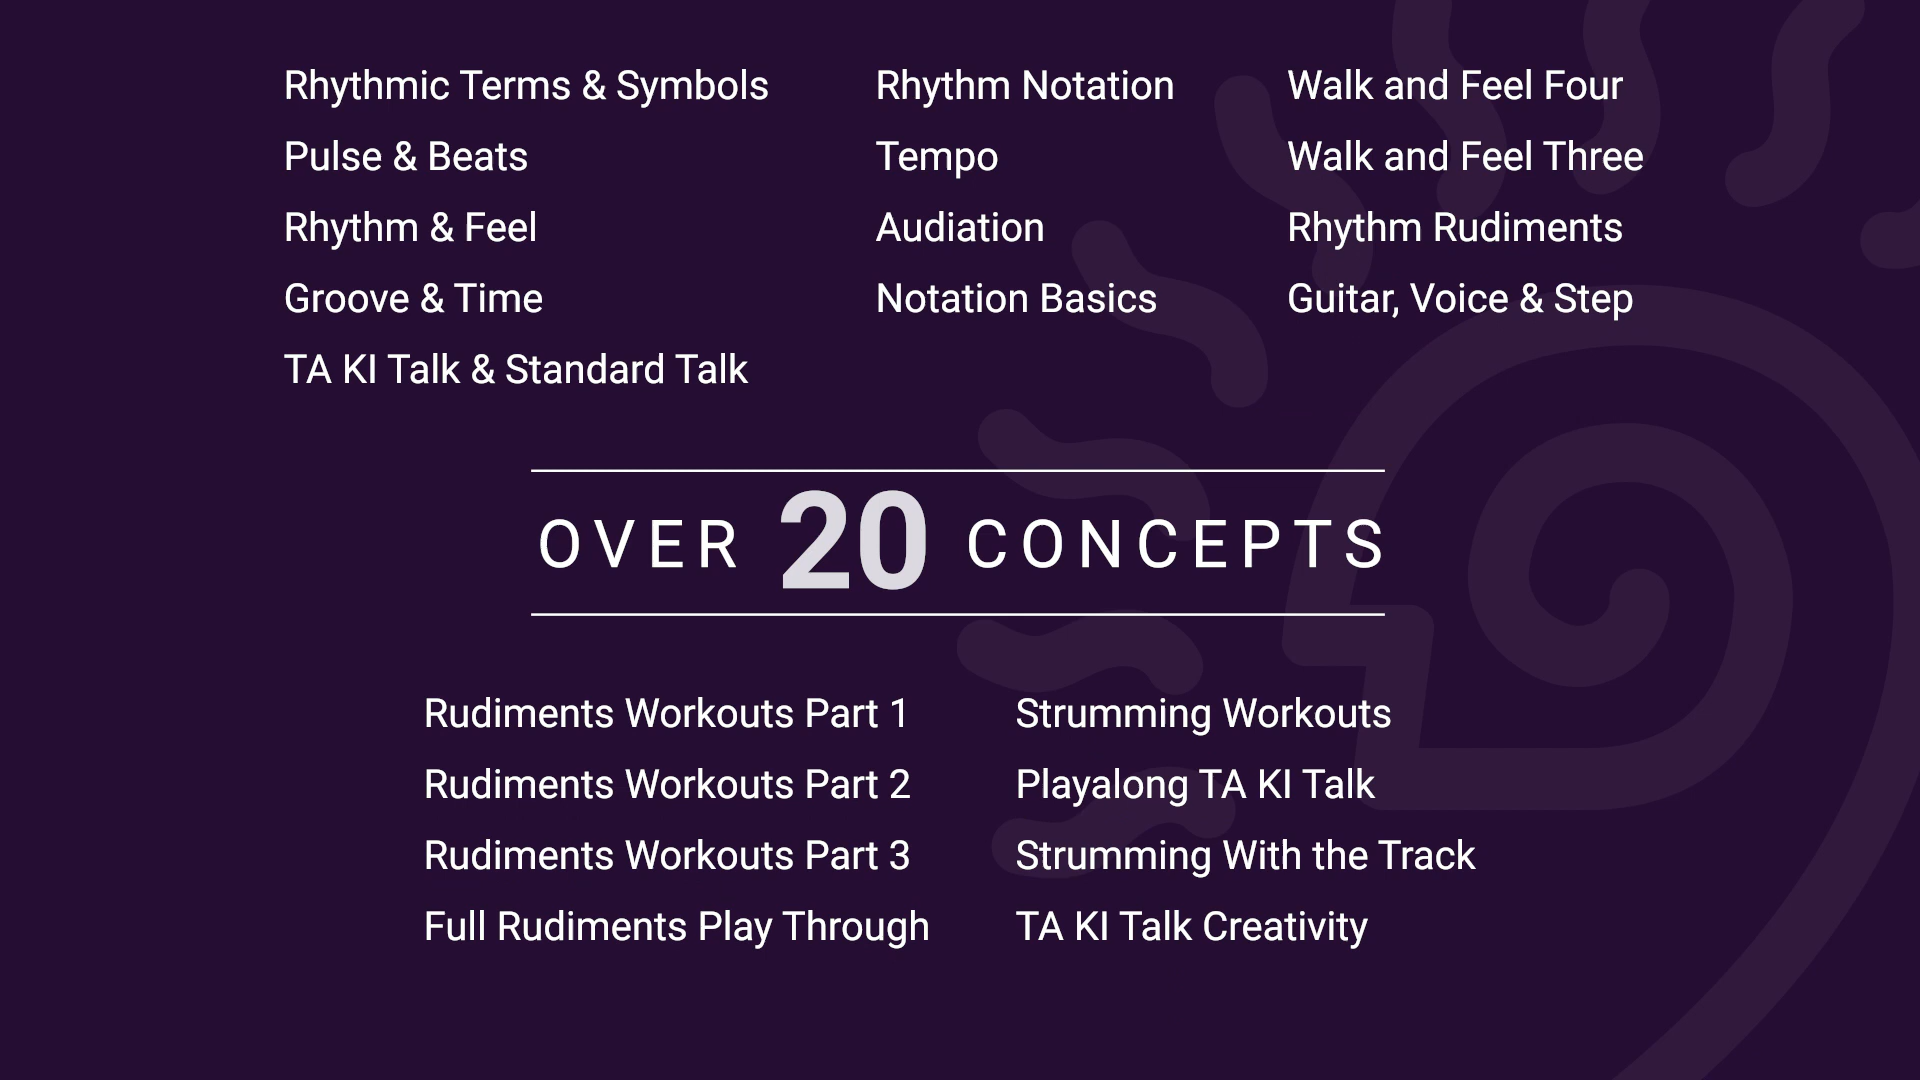 Rhythmic Terms & Symbols
Pulse & Beats
Rhythm & Feel
Groove & Time
TA KI Talk & Standard Talk
Rhythm Notation
Tempo
Audiation
Notation Basics
Walk and Feel Four
Walk and Feel Three
Rhythm Rudiments
Guitar, Voice & Step
OVER 20 CONCEPTS
Rudiments Workouts Part 1
Rudiments Workouts Part 2
Rudiments Workouts Part 3
Full Rudiments Play Through
Strumming Workouts
Playalong TA KI Talk
Strumming With the Track
TA KI Talk Creativity